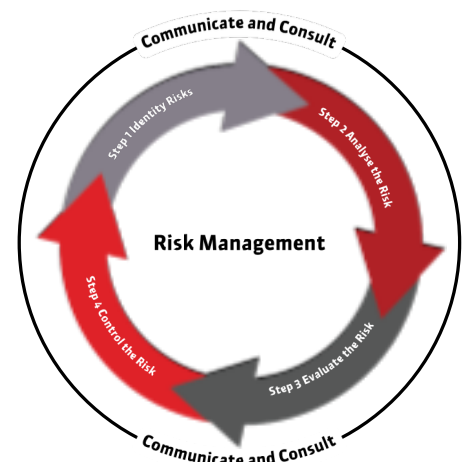 Communicate and Consult
Step 1 Identity Risks
Step 2 Analyse the Risk
Risk Management
Step 4 Control the Risk
Step 3 Evaluate the Risk
Communicate and Consult